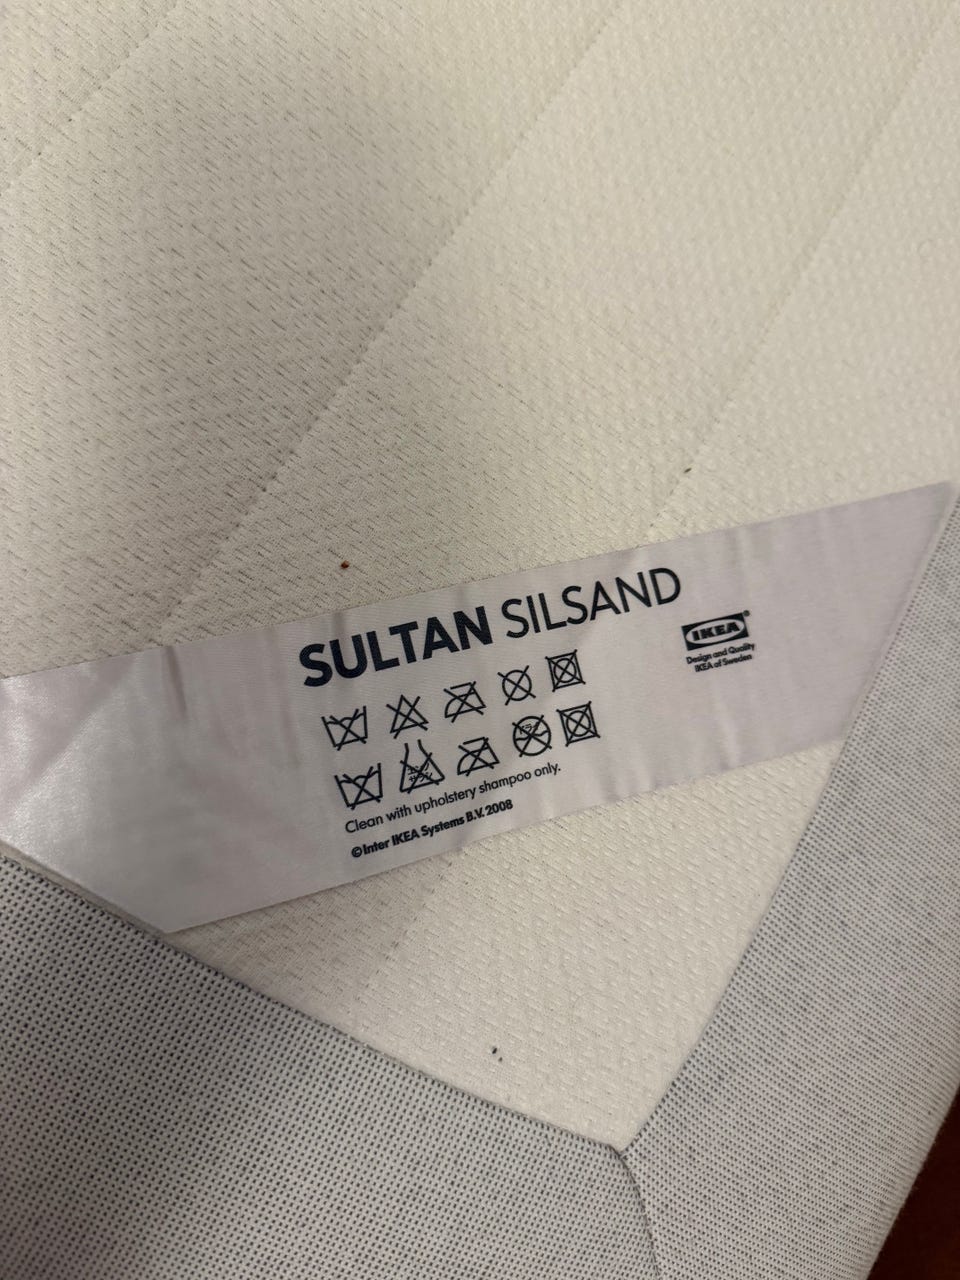 SULTAN SILSAND
IKEA®
Design and Quality
IKEA of Sweden
Clean with upholstery shampoo only.
©Inter IKEA Systems B.V. 2008